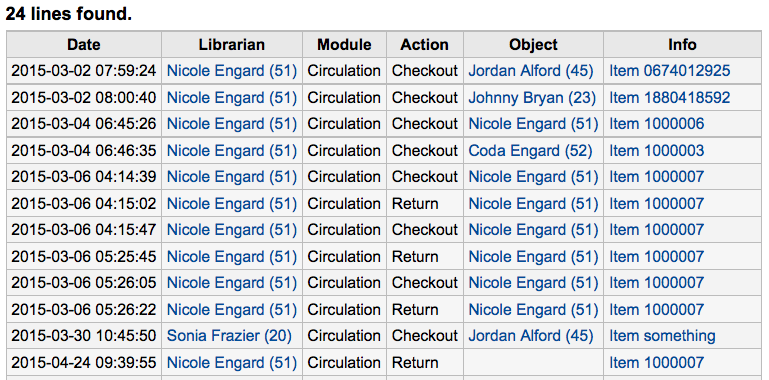 24 lines found.
Date Librarian Module Action Object Info
2015-03-02 07:59:24 Nicole Engard (51) Circulation Checkout Jordan Alford (45) Item 0674012925
2015-03-02 08:00:40 Nicole Engard (51) Circulation Checkout Johnny Bryan (23) Item 1880418592
2015-03-04 06:45:26 Nicole Engard (51) Circulation Checkout Nicole Engard (51) Item 1000006
2015-03-04 06:46:35 Nicole Engard (51) Circulation Checkout Coda Engard (52) Item 1000003
2015-03-06 04:14:39 Nicole Engard (51) Circulation Checkout Nicole Engard (51) Item 1000007
2015-03-06 04:15:02 Nicole Engard (51) Circulation Return Nicole Engard (51) Item 1000007
2015-03-06 04:15:47 Nicole Engard (51) Circulation Checkout Nicole Engard (51) Item 1000007
2015-03-06 05:25:45 Nicole Engard (51) Circulation Return Nicole Engard (51) Item 1000007
2015-03-06 05:26:05 Nicole Engard (51) Circulation Checkout Nicole Engard (51) Item 1000007
2015-03-06 05:26:22 Nicole Engard (51) Circulation Return Nicole Engard (51) Item 1000007
2015-03-30 10:45:50 Sonia Frazier (20) Circulation Checkout Jordan Alford (45) Item something
2015-04-24 09:39:55 Nicole Engard (51) Circulation Return Item 1000007